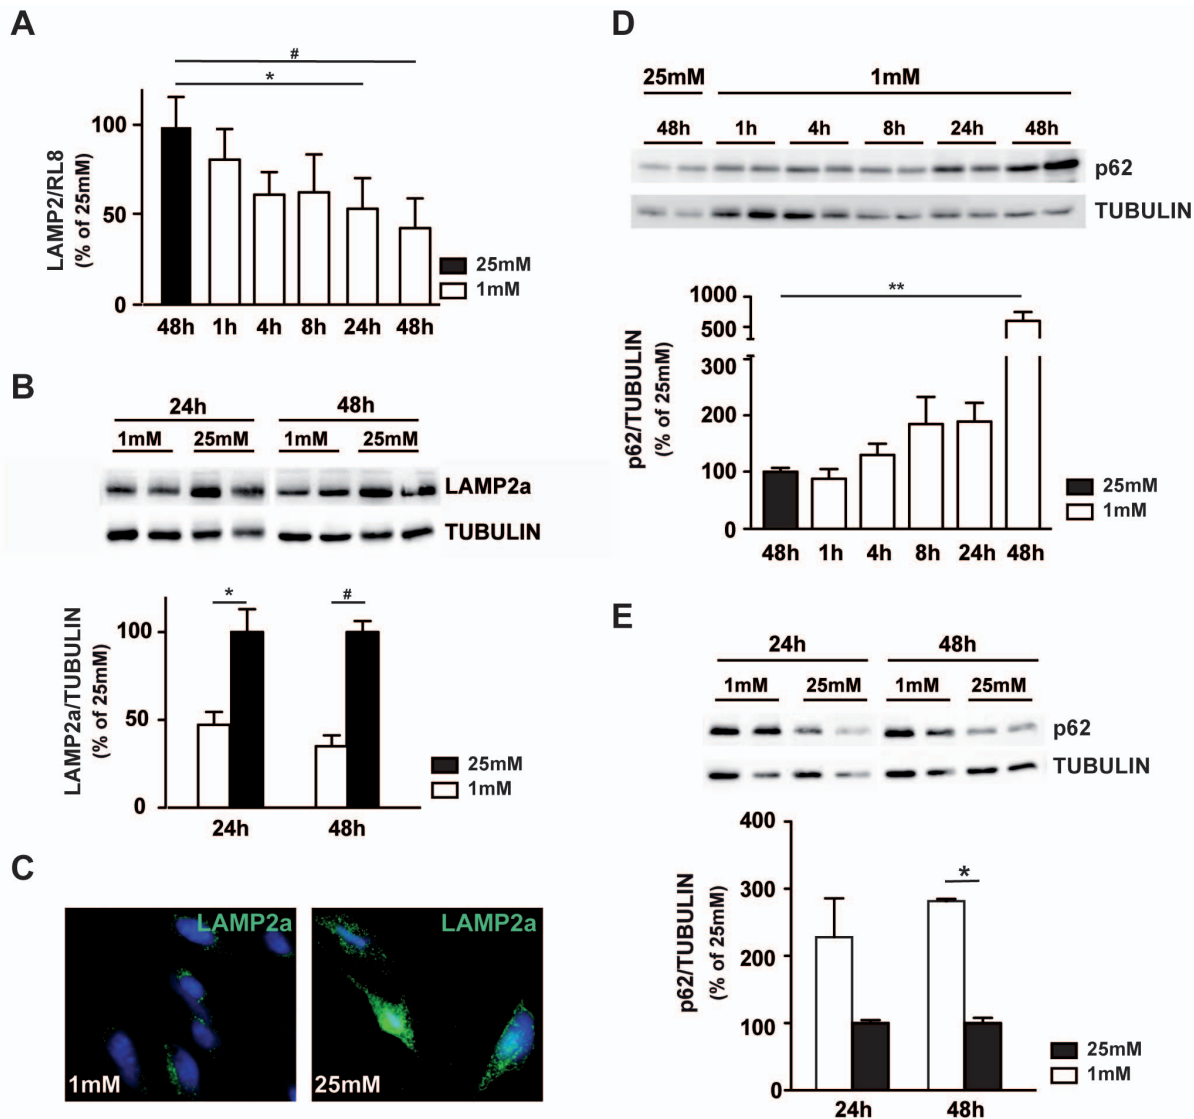 A
#
*
LAMP2/RL8
(% of 25mM)
100
50
0
48h 1h 4h 8h 24h 48h
25mM
1mM
B
24h 48h
1mM 25mM 1mM 25mM
LAMP2a
TUBULIN
* #
LAMP2a/TUBULIN
(% of 25mM)
100
50
0
24h 48h
25mM
1mM
C
LAMP2a
1mM
LAMP2a
25mM
D
25mM 1mM
48h 1h 4h 8h 24h 48h
p62
TUBULIN
**
p62/TUBULIN
(% of 25mM)
1000
500
300
200
100
0
48h 1h 4h 8h 24h 48h
25mM
1mM
E
24h 48h
1mM 25mM 1mM 25mM
p62
TUBULIN
*
p62/TUBULIN
(% of 25mM)
400
300
200
100
0
24h 48h
25mM
1mM